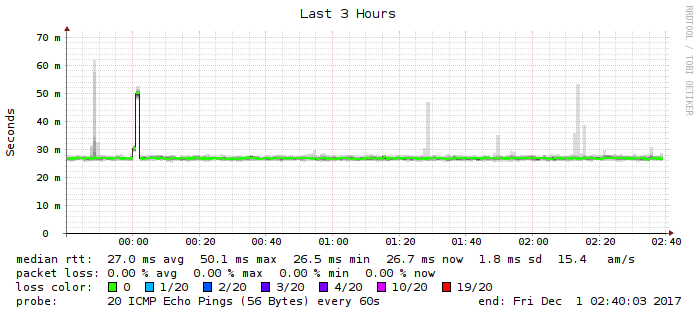 Last 3 Hours
RRDTOOL / TOBI OETIKER
Seconds
70 m
60 m
50 m
40 m
30 m
20 m
10 m
0
00:00 00:20 00:40 01:00 01:20 01:40 02:00 02:20 02:40
median rtt: 27.0 ms avg 50.1 ms max 26.5 ms min 26.7 ms now 1.8 ms sd 15.4 am/s
packet loss: 0.00 % avg 0.00 % max 0.00 % min 0.00 % now
loss color: 0 1/20 2/20 3/20 4/20 10/20 19/20
probe: 20 ICMP Echo Pings (56 Bytes) every 60s end: Fri Dec 1 02:40:03 2017